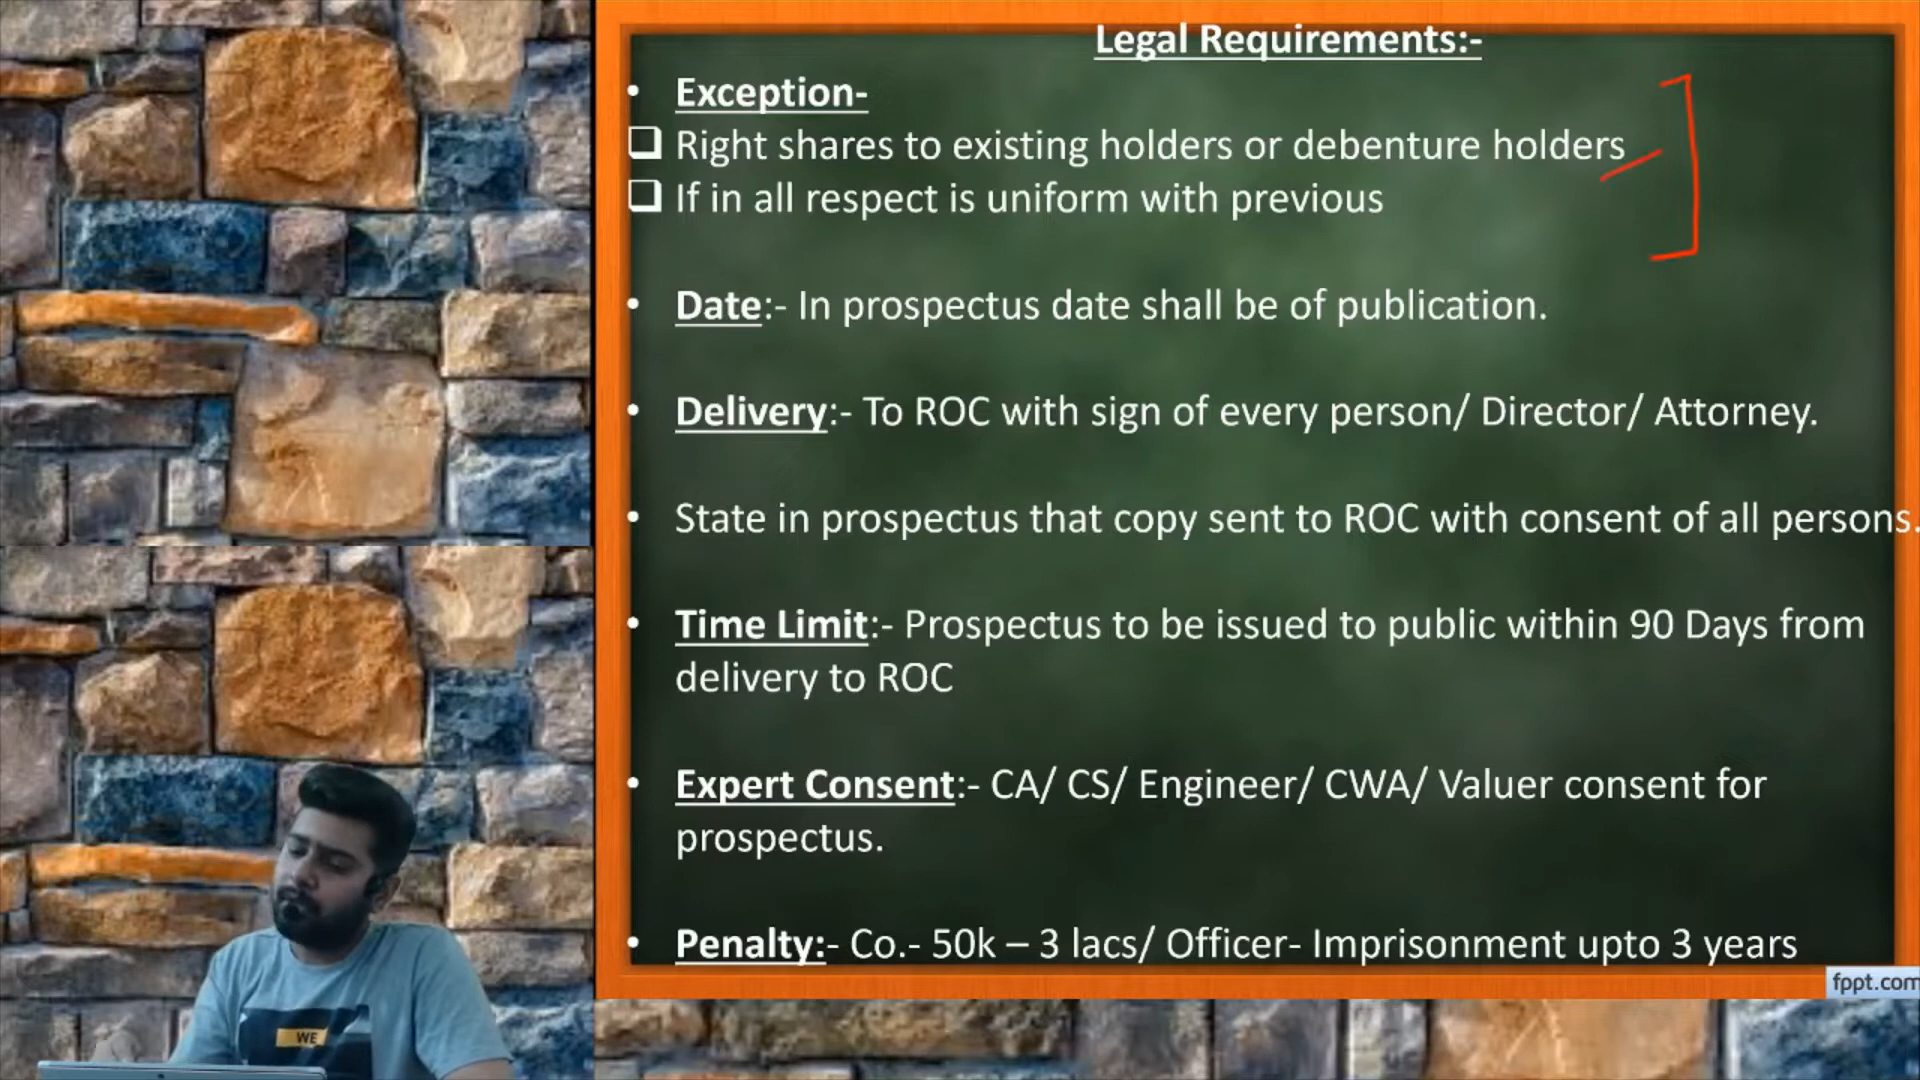 Legal Requirements:-
• Exception-
❑ Right shares to existing holders or debenture holders
❑ If in all respect is uniform with previous
• Date:- In prospectus date shall be of publication.
• Delivery:- To ROC with sign of every person/ Director/ Attorney.
• State in prospectus that copy sent to ROC with consent of all persons.
• Time Limit:- Prospectus to be issued to public within 90 Days from
delivery to ROC
• Expert Consent:- CA/ CS/ Engineer/ CWA/ Valuer consent for
prospectus.
• Penalty:- Co.- 50k – 3 lacs/ Officer- Imprisonment upto 3 years
fppt.com
WE